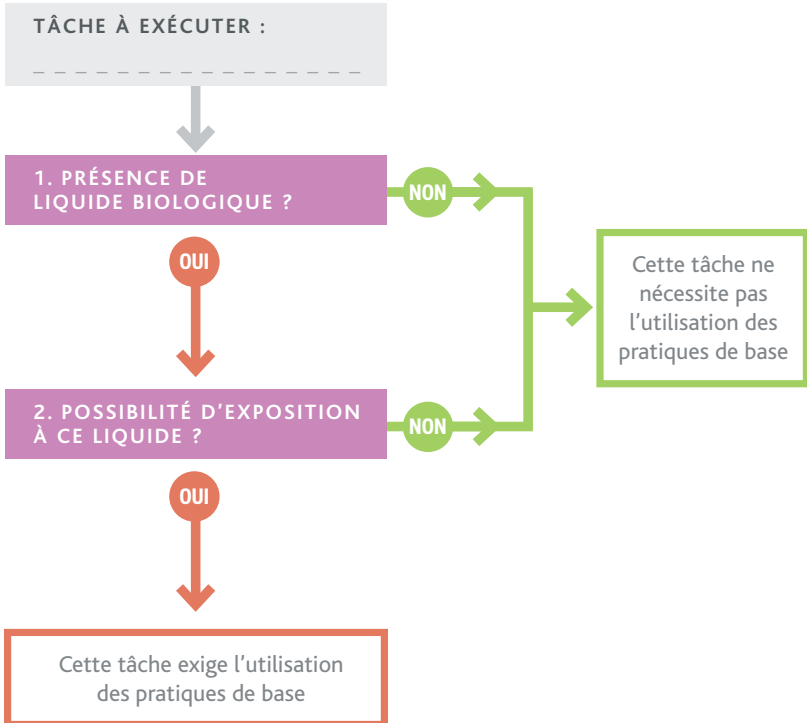 TÂCHE À EXÉCUTER :
1. PRÉSENCE DE
LIQUIDE BIOLOGIQUE ?
NON
OUI
Cette tâche ne
nécessite pas
l'utilisation des
pratiques de base
2. POSSIBILITÉ D'EXPOSITION
À CE LIQUIDE ?
NON
OUI
Cette tâche exige l'utilisation
des pratiques de base